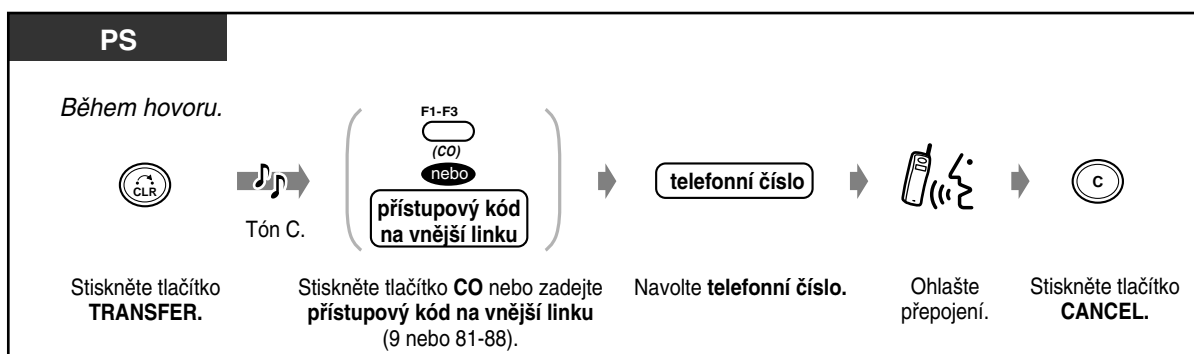 PS
Během hovoru.
CLR
Tón C.
F1-F3
(CO)
nebo
přístupový kód
na vnější linku
telefonní číslo
C
Stiskněte tlačítko
TRANSFER.
Stiskněte tlačítko CO nebo zadejte
přístupový kód na vnější linku
(9 nebo 81-88).
Navolte telefonní číslo.
Ohlašte
přepojení.
Stiskněte tlačítko
CANCEL.